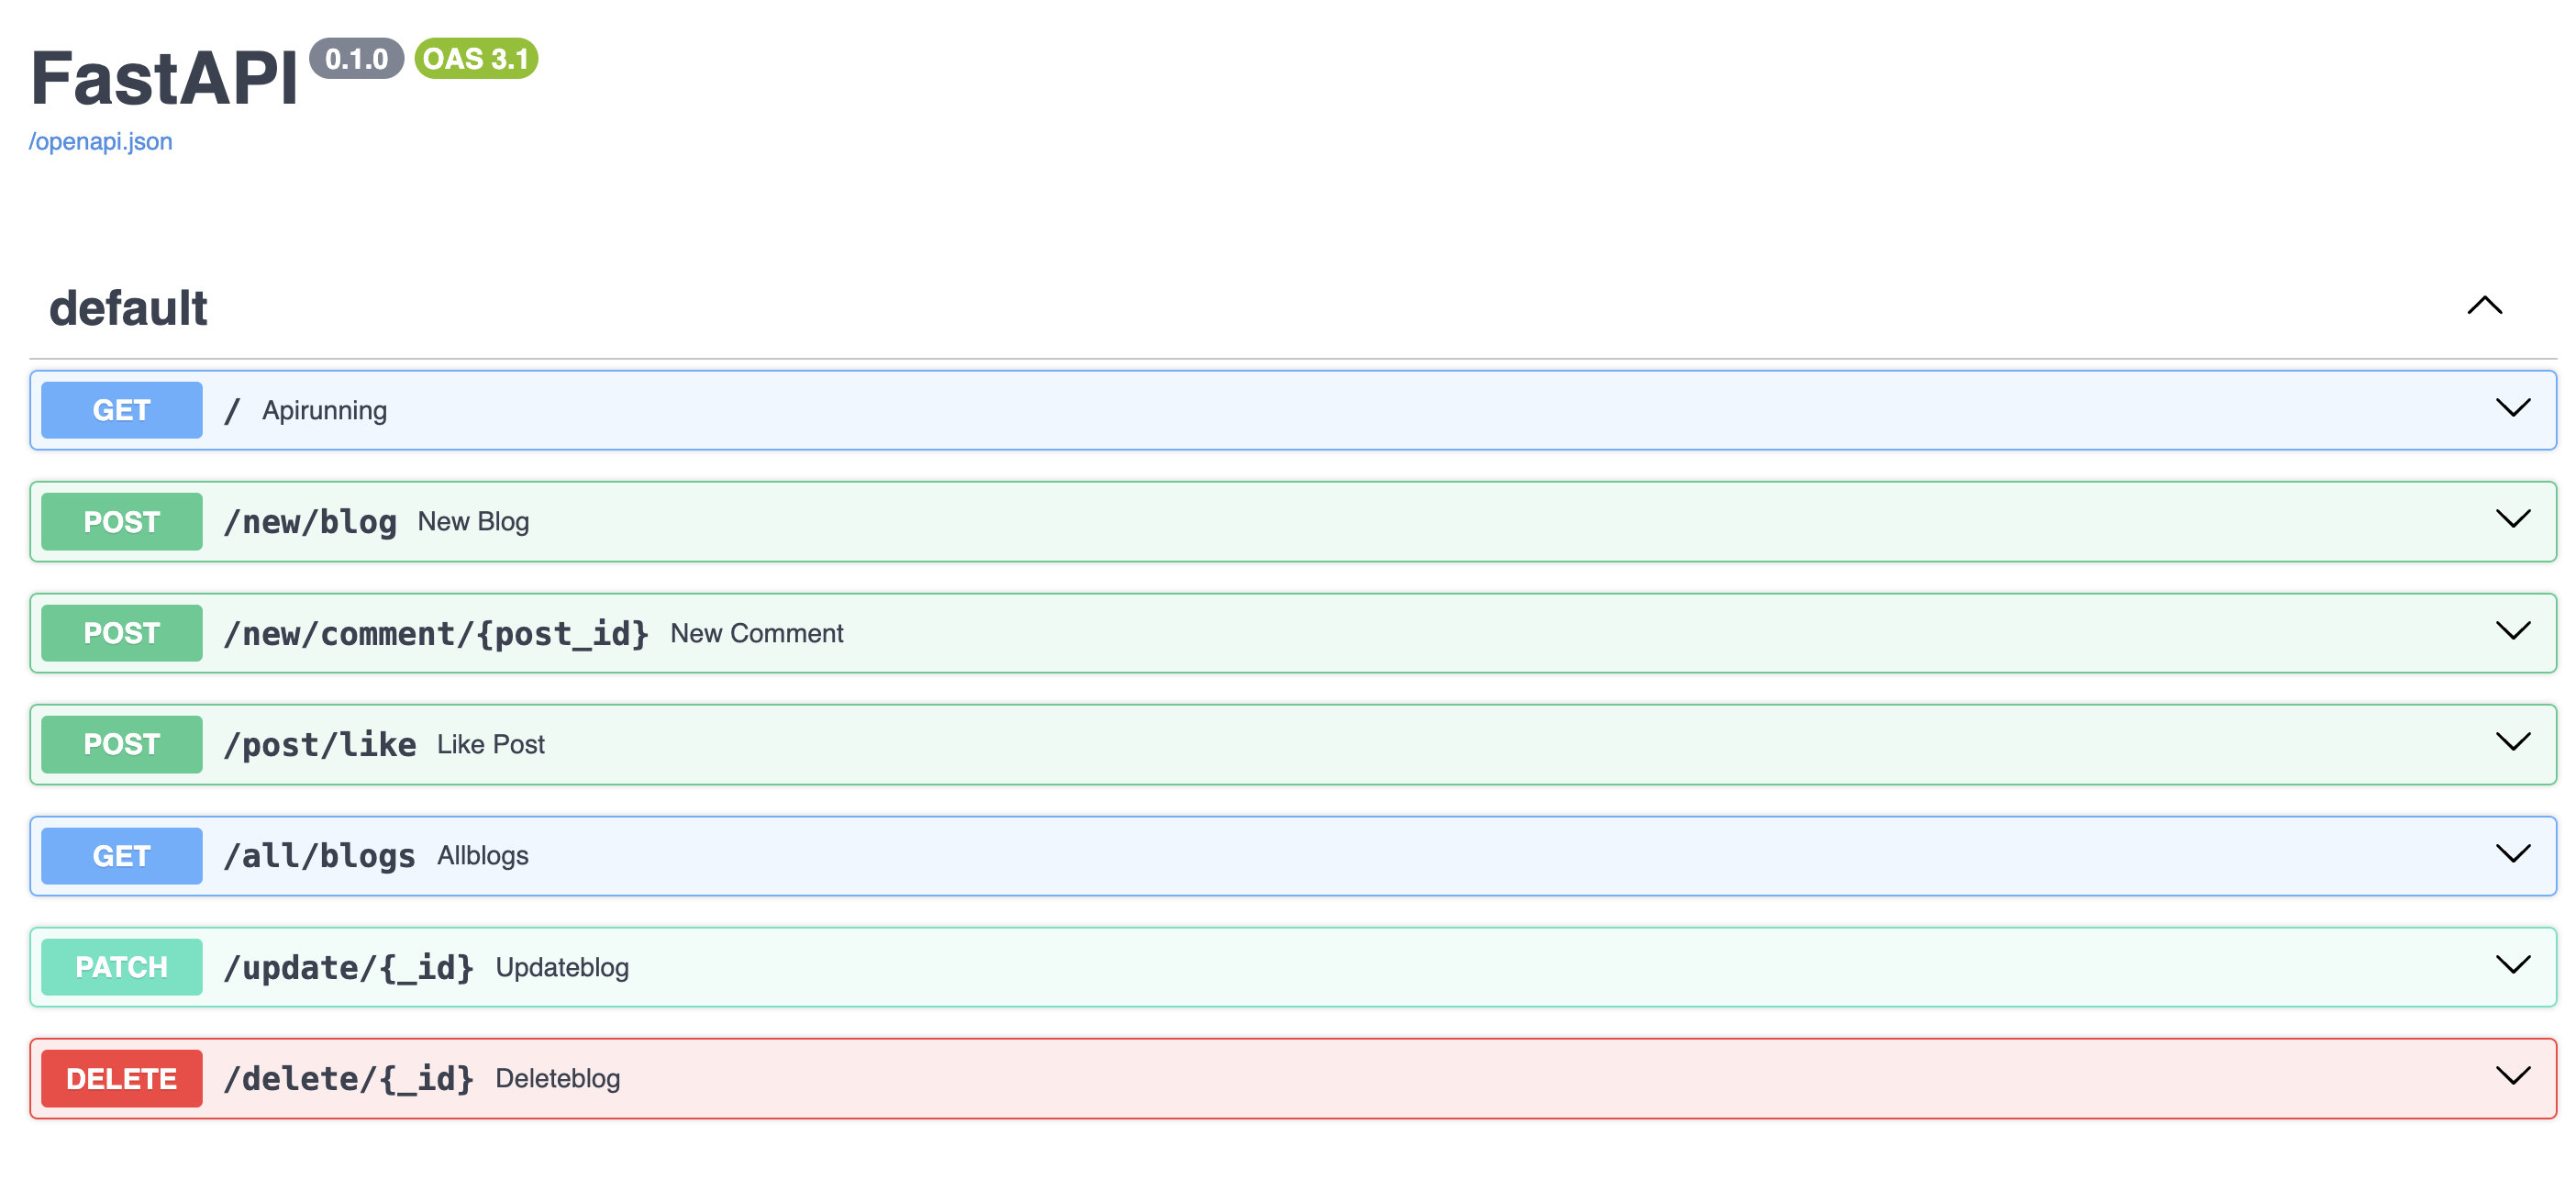 FastAPI 0.1.0 OAS 3.1
/openapi.json
default
GET / Apirunning
POST /new/blog New Blog
POST /new/comment/{post_id} New Comment
POST /post/like Like Post
GET /all/blogs Allblogs
PATCH /update/{_id} Updateblog
DELETE /delete/{_id} Deleteblog